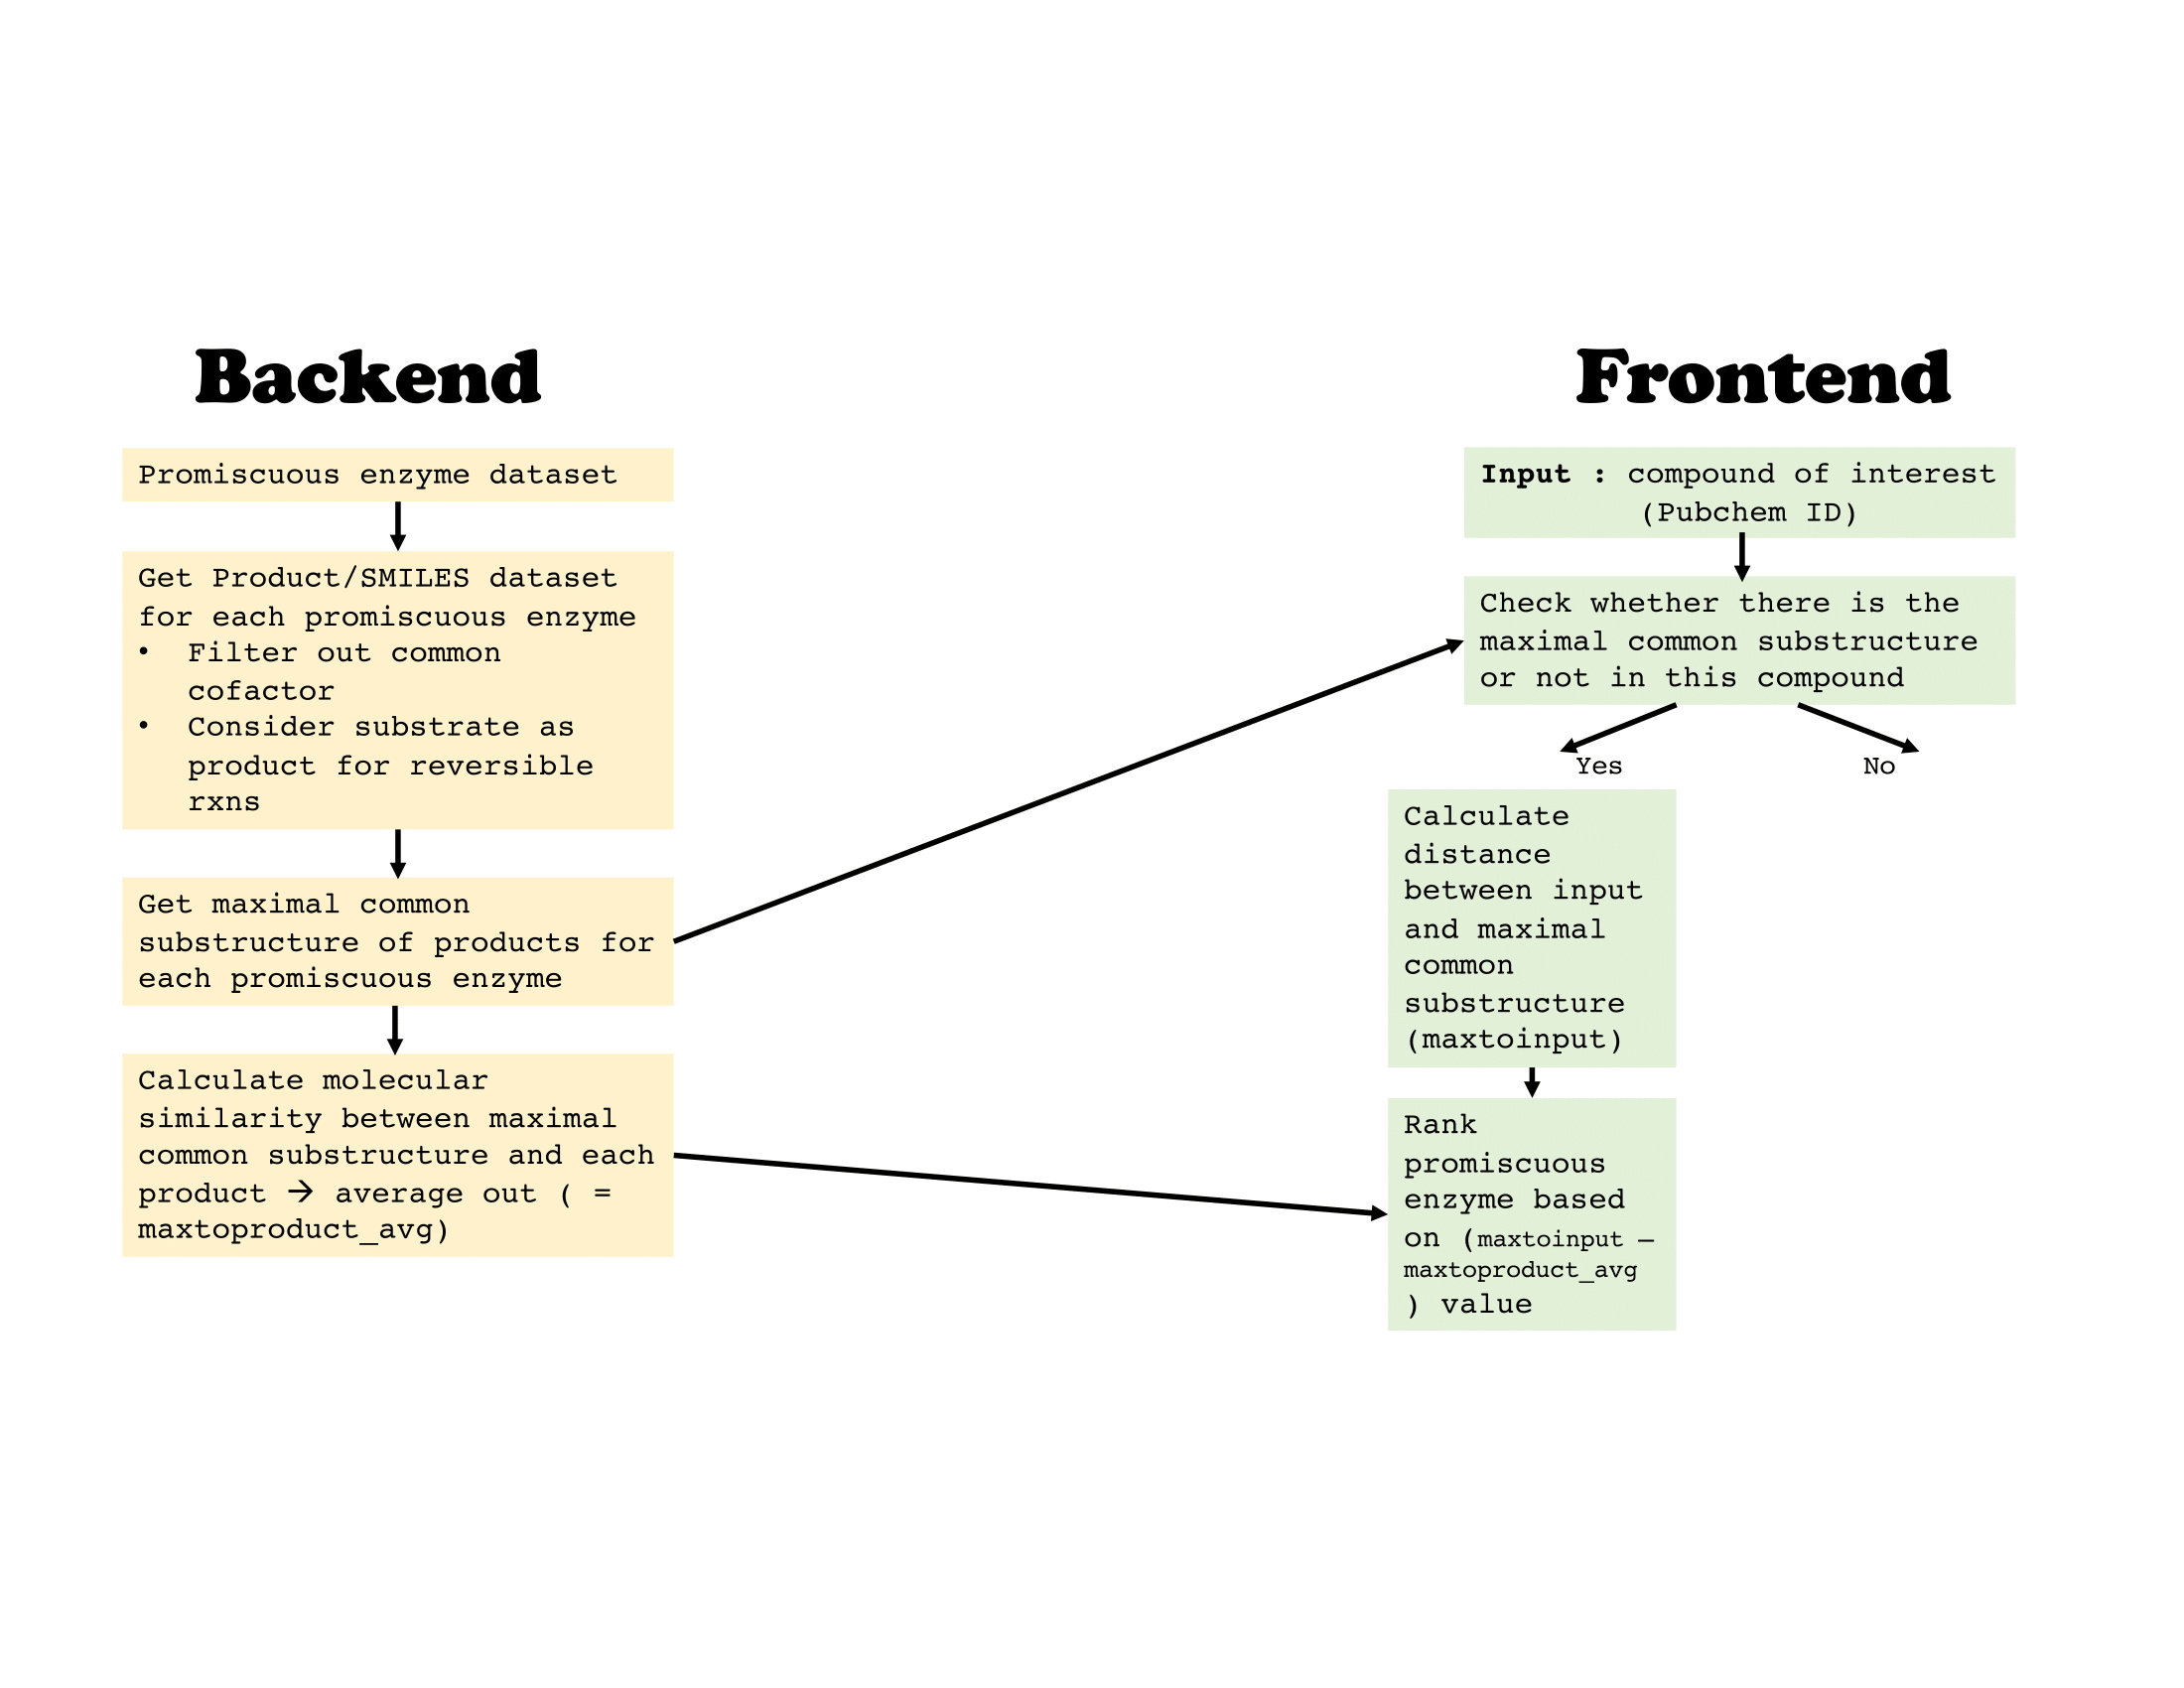 Backend
Promiscuous enzyme dataset
Get Product/SMILES dataset
for each promiscuous enzyme
• Filter out common
cofactor
• Consider substrate as
product for reversible
rxns
Get maximal common
substructure of products for
each promiscuous enzyme
Calculate molecular
similarity between maximal
common substructure and each
product → average out ( =
maxtoproduct_avg)
Frontend
Input : compound of interest
(Pubchem ID)
Check whether there is the
maximal common substructure
or not in this compound
Yes
No
Calculate
distance
between input
and maximal
common
substructure
(maxtoinput)
Rank
promiscuous
enzyme based
on (maxtoinput –
maxtoproduct_avg
) value